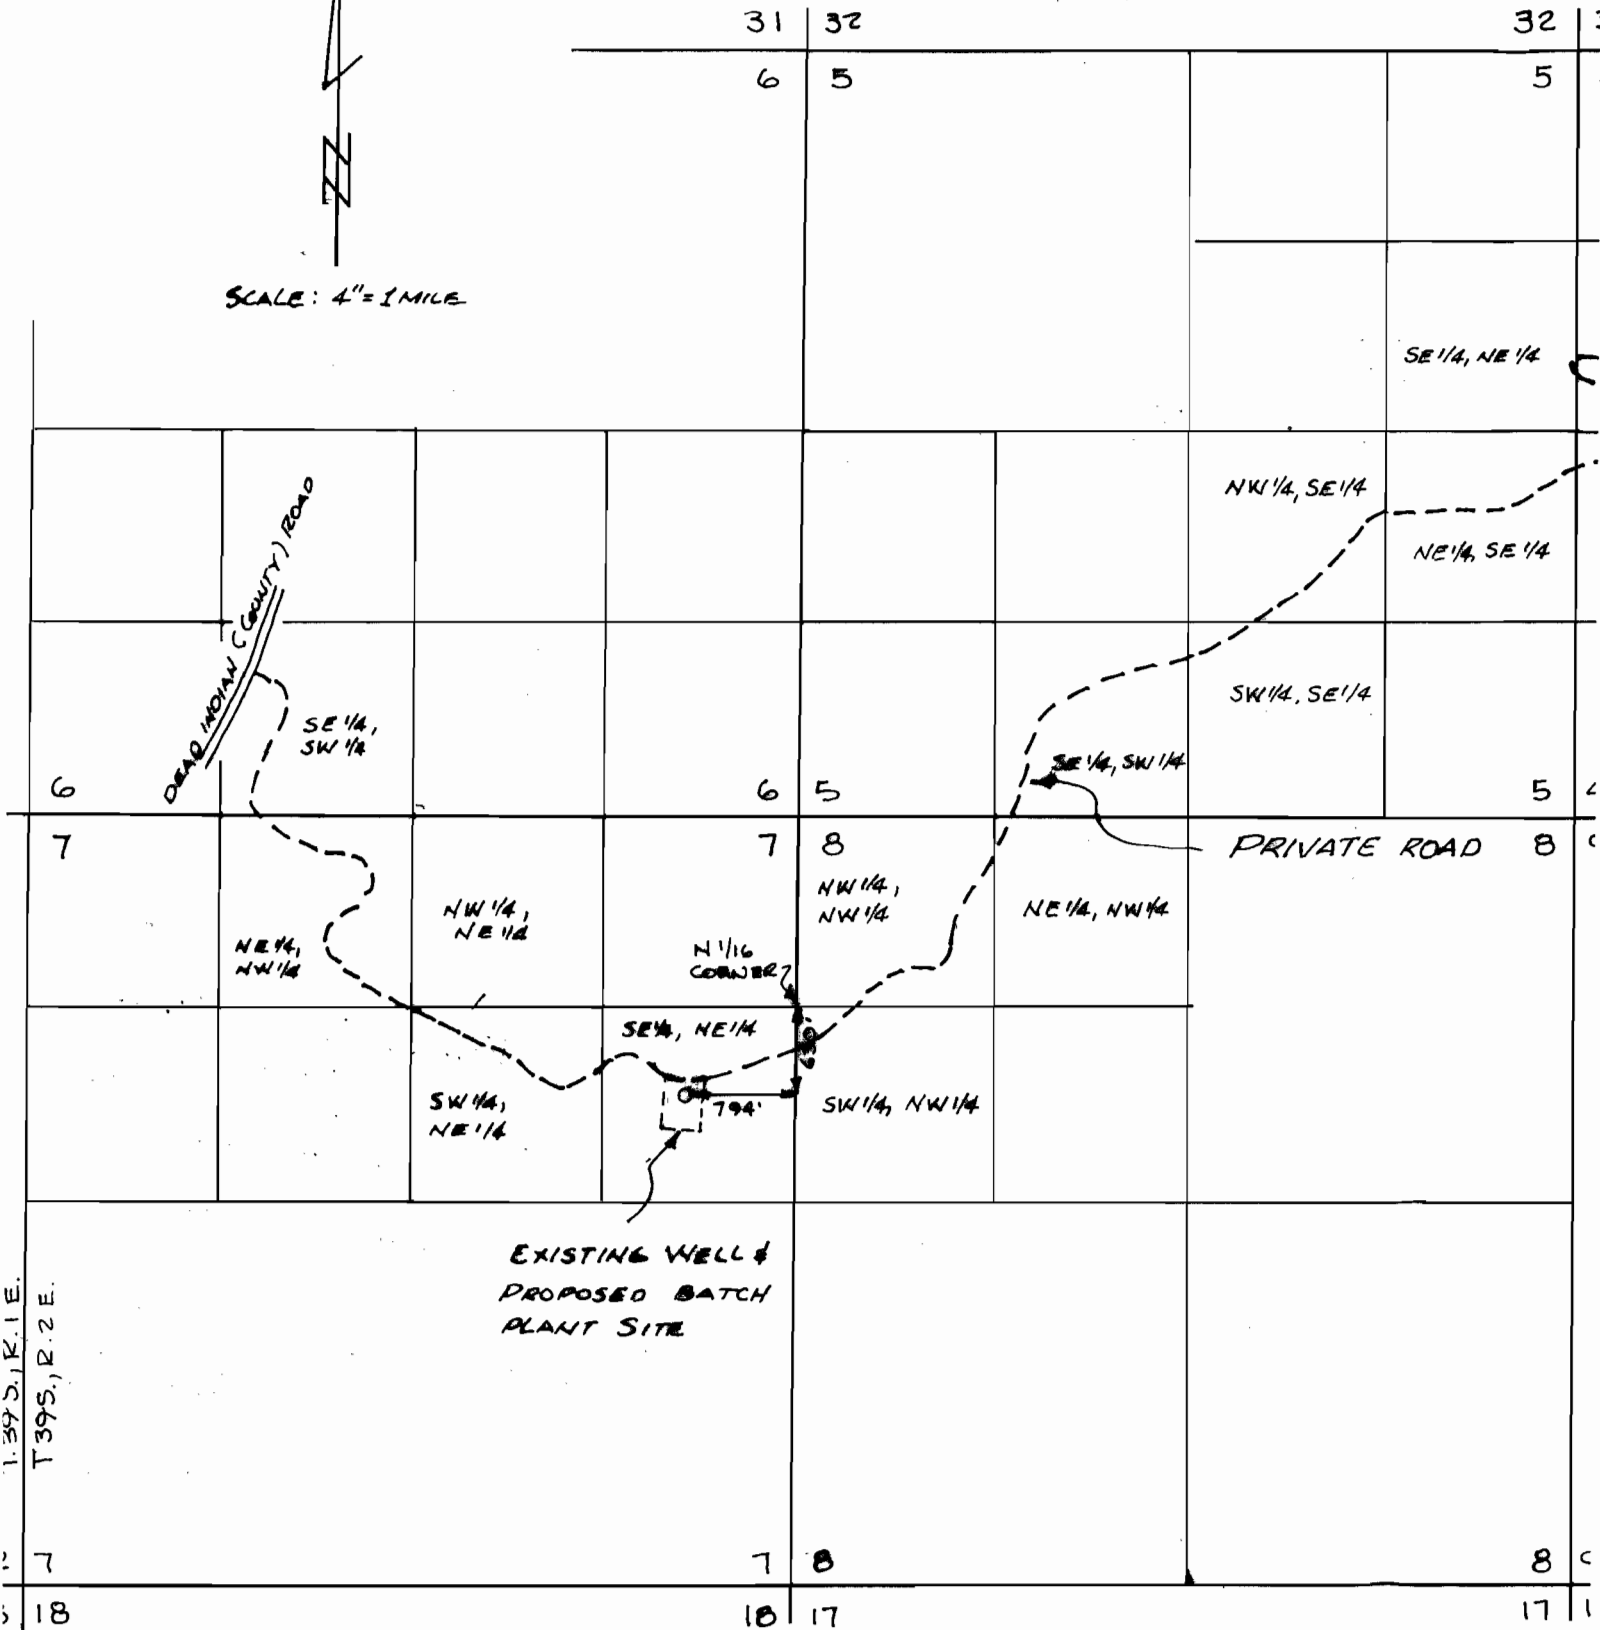 31 32
32
6 5
5
SCALE: 4"=1 MILE
SE 1/4, NE 1/4
NW 1/4, SE 1/4
NE 1/4, SE 1/4
DEAD INDIAN (COUNTY) ROAD
SE 1/4,
SW 1/4
SW 1/4, SE 1/4
SE 1/4, SW 1/4
6
6 5
5
7
7 8
PRIVATE ROAD
8
NW 1/4,
NW 1/4
NE 1/4, NW 1/4
NW 1/4,
NE 1/4
NE 1/4,
NW 1/4
N 1/16
CORNER
SE 1/4, NE 1/4
SW 1/4,
NE 1/4
794'
SW 1/4, NW 1/4
EXISTING WELL &
PROPOSED BATCH
PLANT SITE
T.39S., R.1E.
T39S., R.2E.
7
7 8
8
18
18 17
17